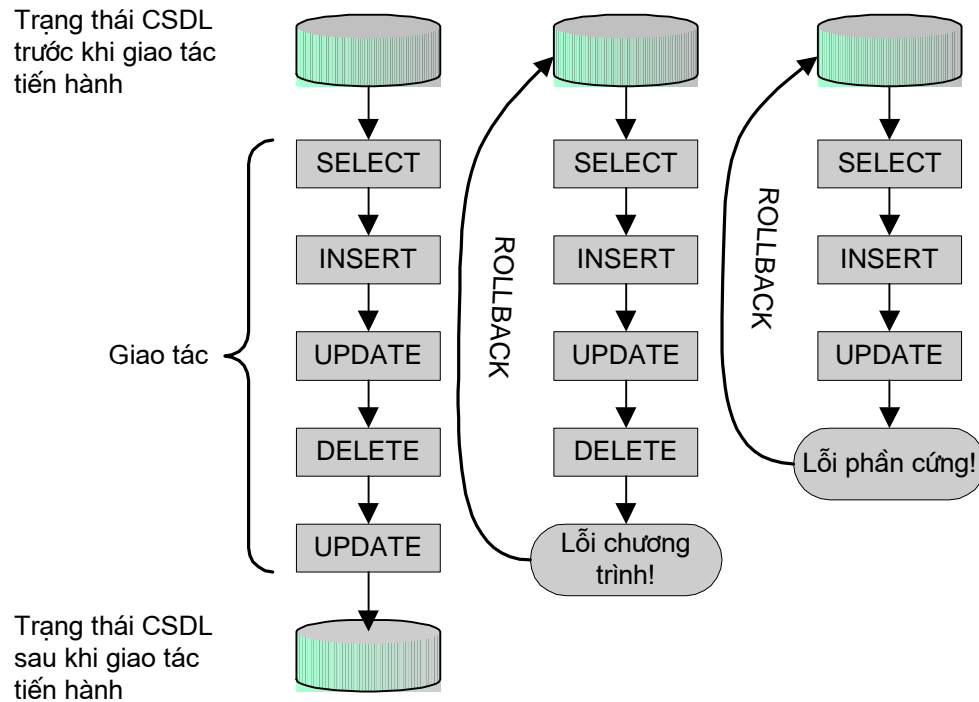 Trạng thái CSDL
trước khi giao tác
tiến hành
Giao tác
SELECT
INSERT
UPDATE
DELETE
UPDATE
Trạng thái CSDL
sau khi giao tác
tiến hành
ROLLBACK
SELECT
INSERT
UPDATE
DELETE
Lỗi chương
trình!
ROLLBACK
SELECT
INSERT
UPDATE
Lỗi phần cứng!